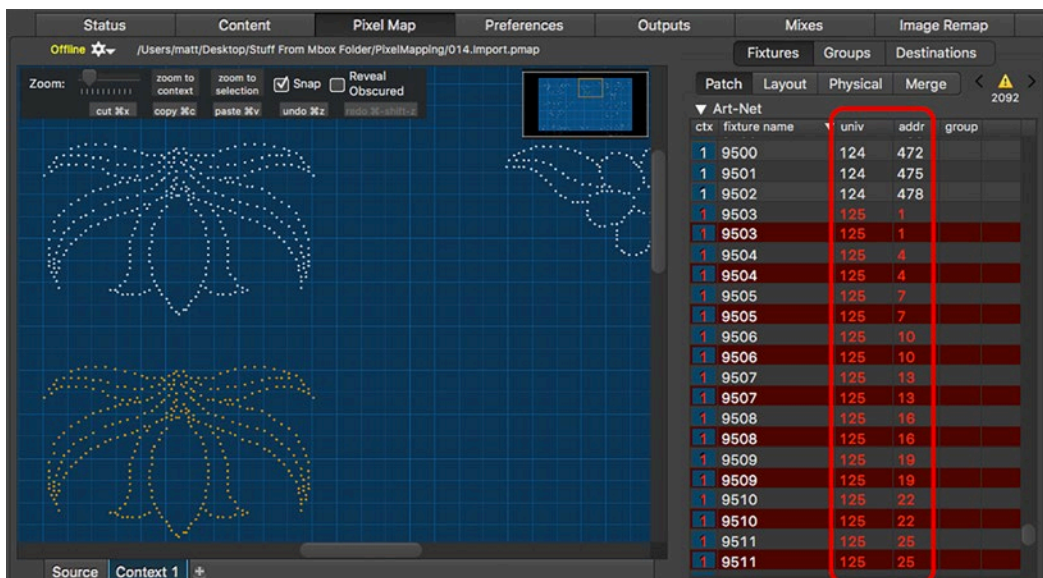 Status Content Pixel Map Preferences Outputs Mixes Image Remap
Offline /Users/matt/Desktop/Stuff From Mbox Folder/PixelMapping/014.Import.pmap
Fixtures Groups Destinations
Zoom: zoom to context zoom to selection Snap Reveal Obscured
cut ⌘x copy ⌘c paste ⌘v undo ⌘z redo ⌘-shift-z
Patch Layout Physical Merge < > 2092
▼ Art-Net
ctx fixture name ▼ univ addr group
1 9500 124 472
1 9501 124 475
1 9502 124 478
1 9503 125 1
1 9503 125 1
1 9504 125 4
1 9504 125 4
1 9505 125 7
1 9505 125 7
1 9506 125 10
1 9506 125 10
1 9507 125 13
1 9507 125 13
1 9508 125 16
1 9508 125 16
1 9509 125 19
1 9509 125 19
1 9510 125 22
1 9510 125 22
1 9511 125 25
1 9511 125 25
Source Context 1 +